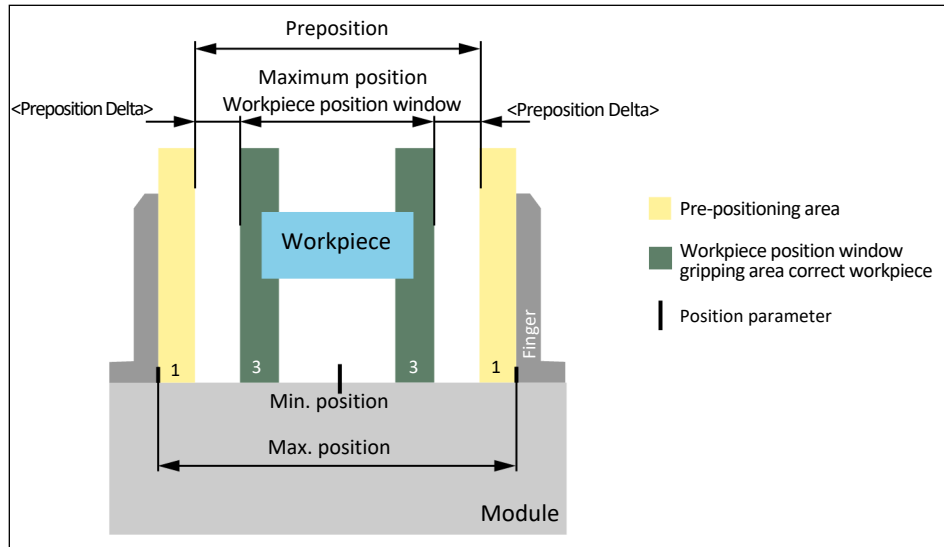 Preposition
Maximum position
<Preposition Delta>
Workpiece position window
<Preposition Delta>
Workpiece
Pre-positioning area
Workpiece position window
gripping area correct workpiece
Position parameter
Finger
1
3
3
1
Min. position
Max. position
Module